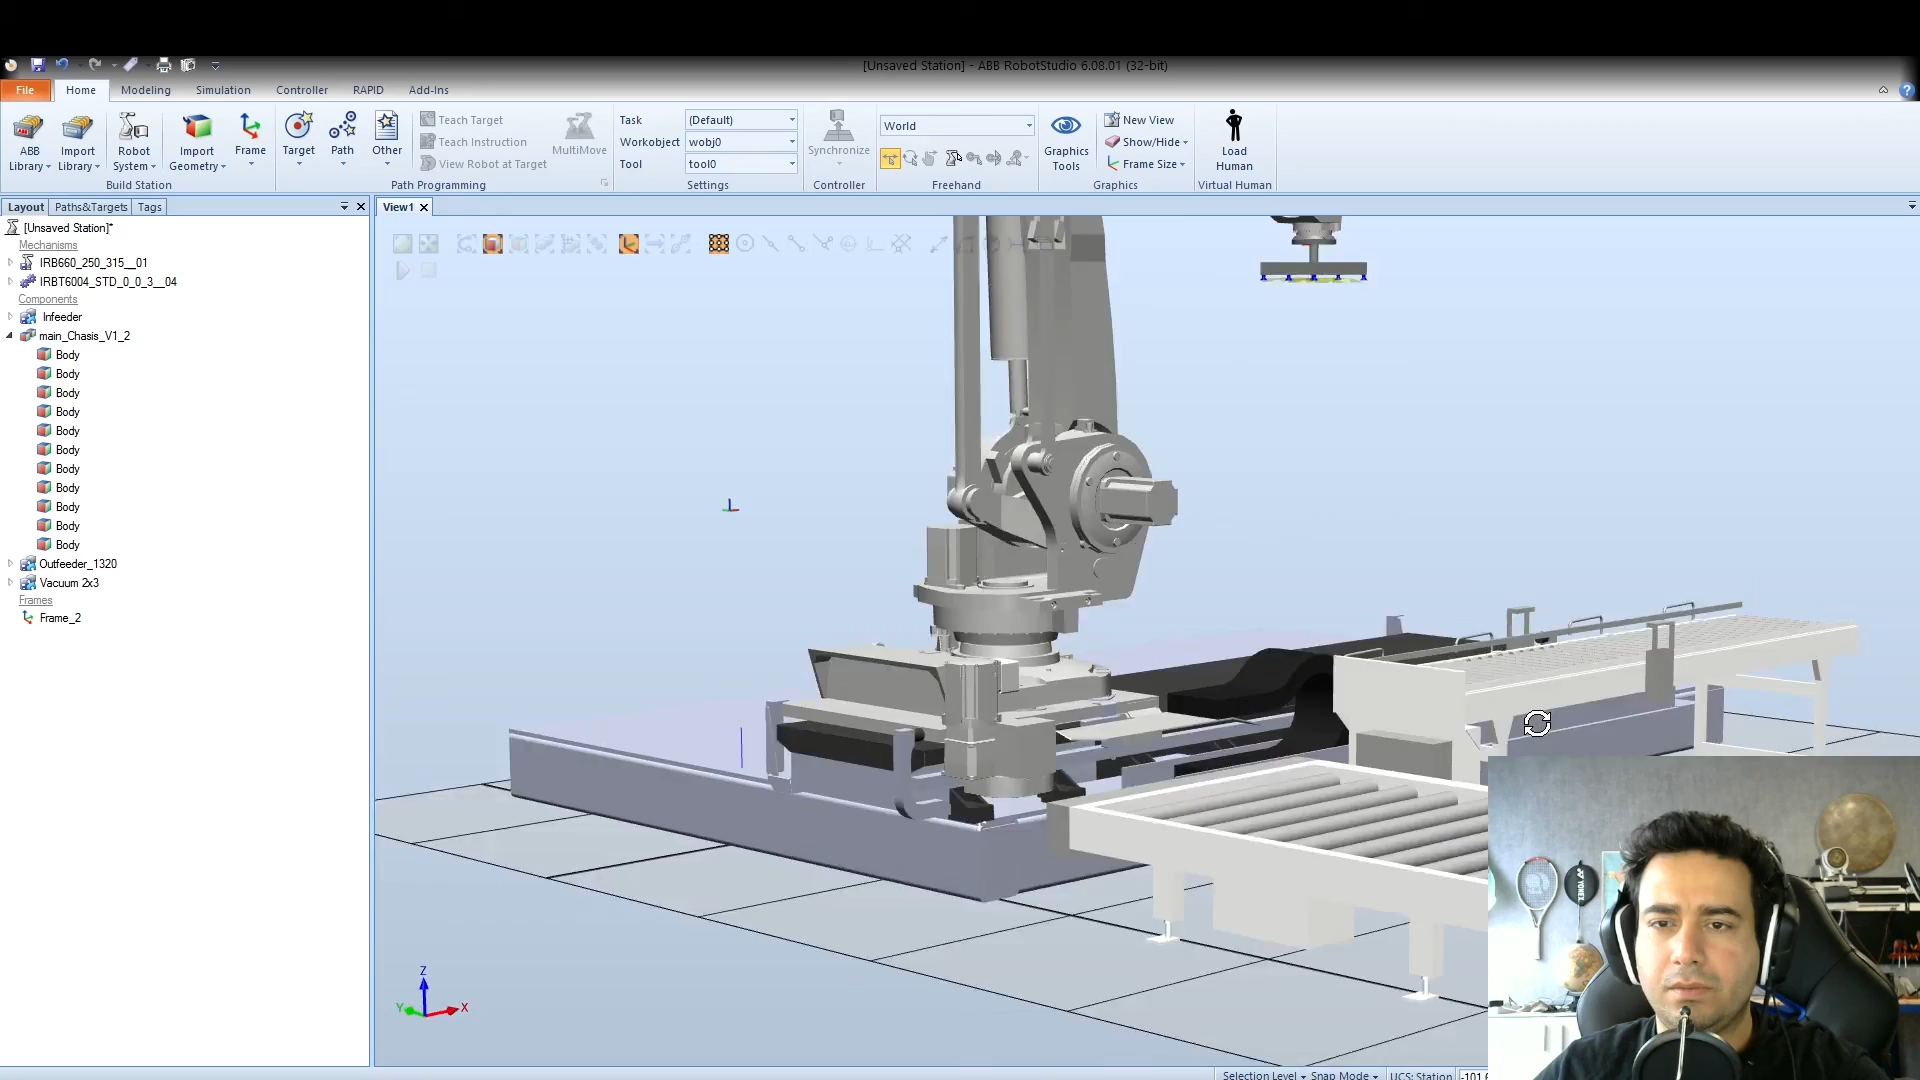 [Unsaved Station] - ABB RobotStudio 6.08.01 (32-bit)
File Home Modeling Simulation Controller RAPID Add-Ins
ABB Library
Import Library
Robot System
Import Geometry
Frame
Build Station
Target
Path
Other
Teach Target
Teach Instruction
View Robot at Target
MultiMove
Path Programming
Task (Default)
Workobject wobj0
Tool tool0
Settings
Synchronize
Controller
World
Freehand
Graphics Tools
New View
Show/Hide
Frame Size
Graphics
Load Human
Virtual Human
Layout Paths&Targets Tags
View1
[Unsaved Station]*
Mechanisms
IRB660_250_315__01
IRBT6004_STD_0_0_3__04
Components
Infeeder
main_Chasis_V1_2
Body
Body
Body
Body
Body
Body
Body
Body
Body
Body
Body
Outfeeder_1320
Vacuum 2x3
Frames
Frame_2
Z
Y
X
YONEX
Selection Level Snap Mode UCS: Station